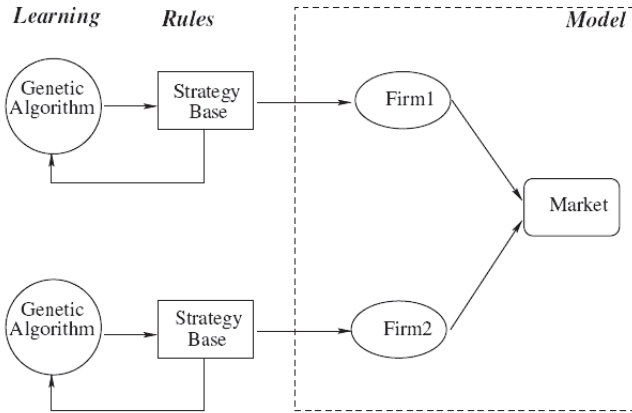 Learning Rules Model
Genetic
Algorithm
Strategy
Base
Firm1
Market
Genetic
Algorithm
Strategy
Base
Firm2